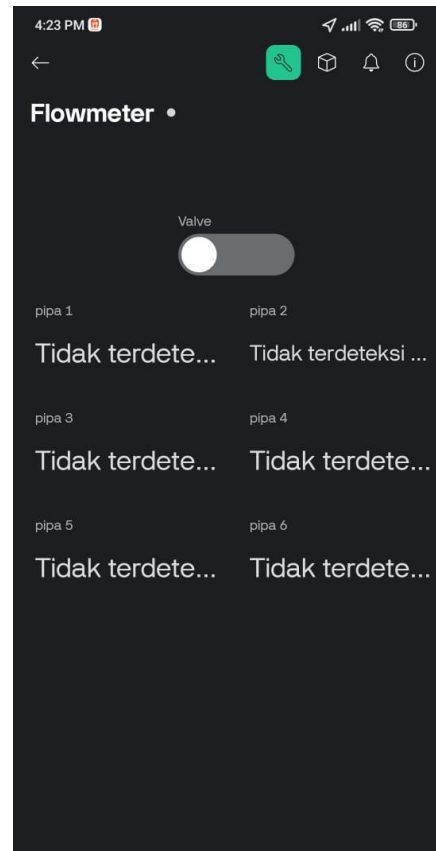 4:23 PM
86
Flowmeter
Valve
pipa 1
pipa 2
Tidak terdete...
Tidak terdeteksi ...
pipa 3
pipa 4
Tidak terdete...
Tidak terdete...
pipa 5
pipa 6
Tidak terdete...
Tidak terdete...